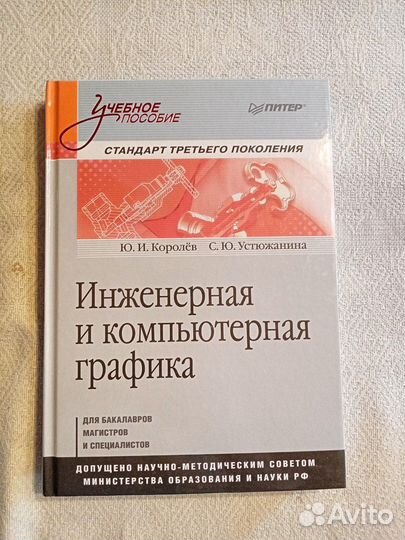 Учебное
пособие
ПИТЕР®
СТАНДАРТ ТРЕТЬЕГО ПОКОЛЕНИЯ
Ю. И. Королёв С. Ю. Устюжанина
Инженерная
и компьютерная
графика
ДЛЯ БАКАЛАВРОВ
МАГИСТРОВ
И СПЕЦИАЛИСТОВ
ДОПУЩЕНО НАУЧНО-МЕТОДИЧЕСКИМ СОВЕТОМ
МИНИСТЕРСТВА ОБРАЗОВАНИЯ И НАУКИ РФ
Avito